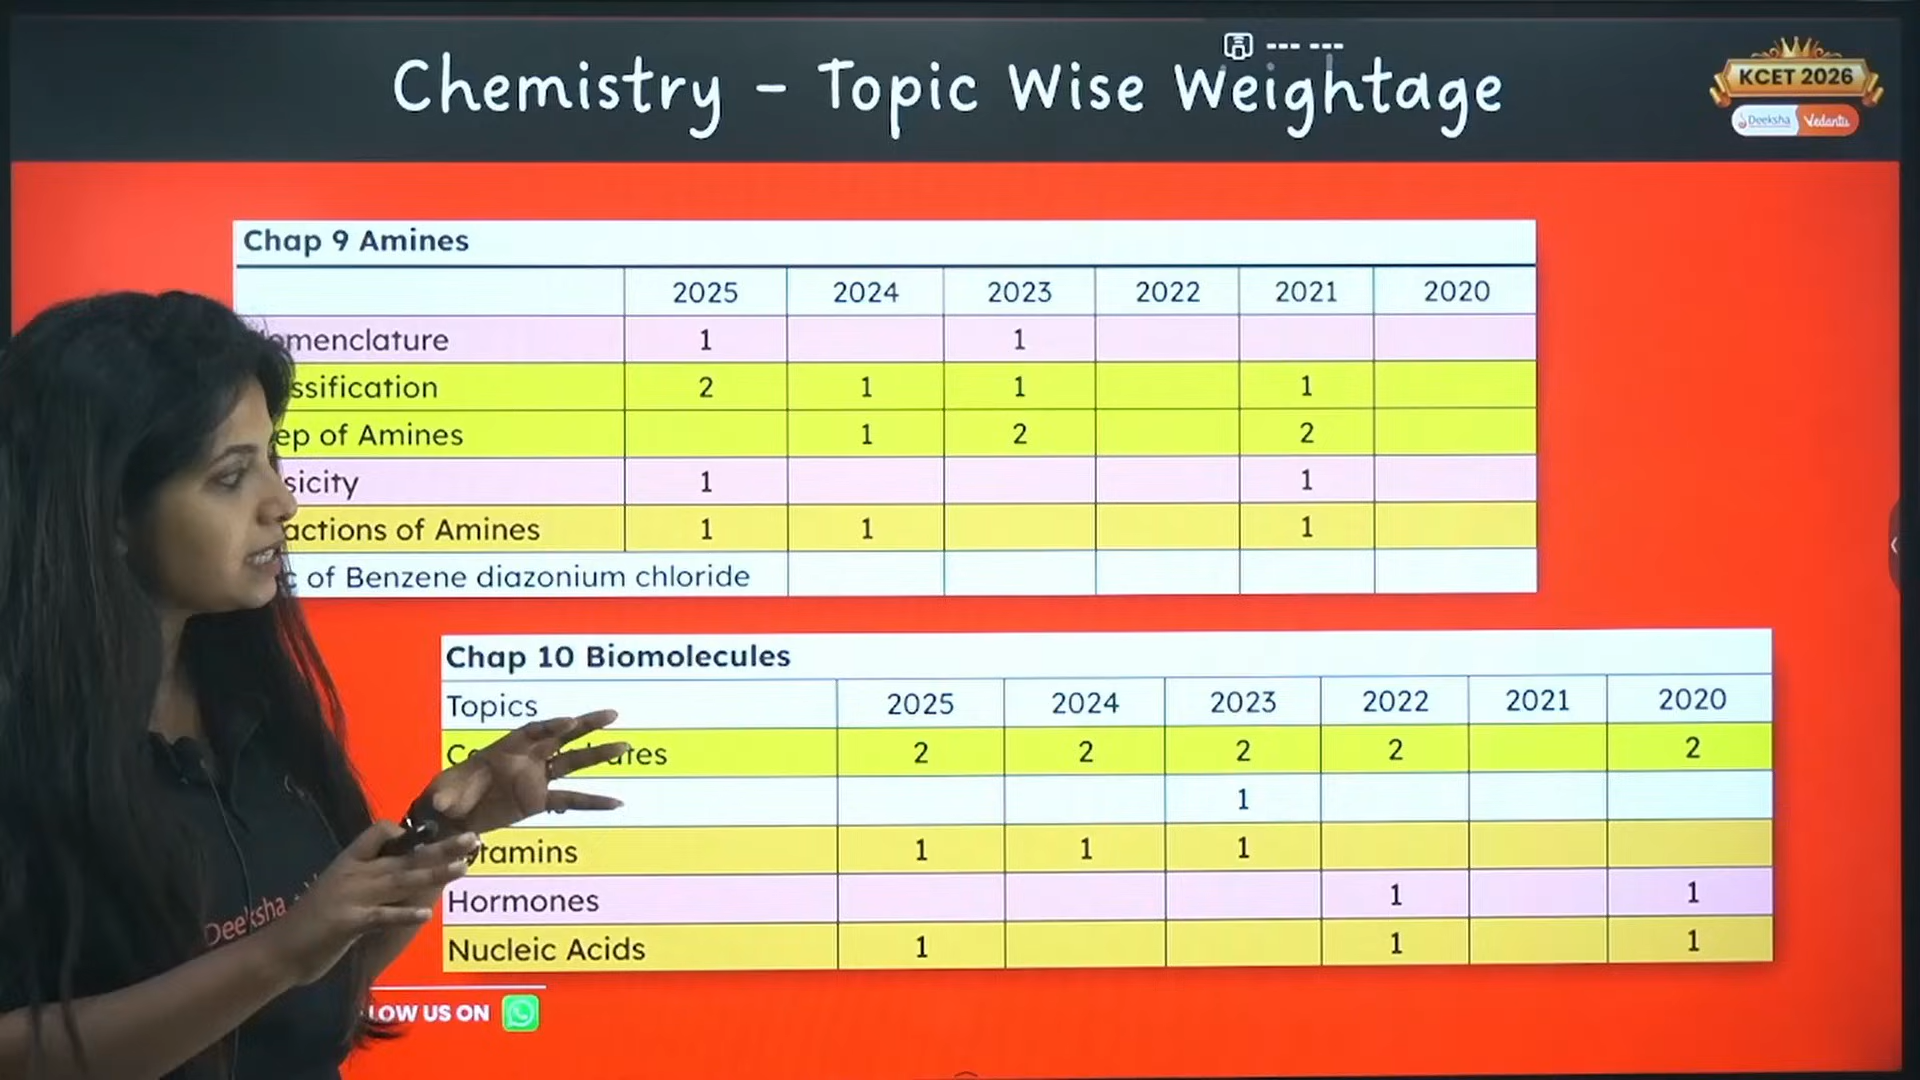 Chemistry - Topic Wise Weightage
KCET 2026
Deeksha Vedantu
Chap 9 Amines
2025 2024 2023 2022 2021 2020
omenclature 1 1
ssification 2 1 1 1
ep of Amines 1 2 2
sicity 1 1
actions of Amines 1 1 1
of Benzene diazonium chloride
Chap 10 Biomolecules
Topics 2025 2024 2023 2022 2021 2020
2 2 2 2 2
1
tamins 1 1 1
Hormones 1 1
Nucleic Acids 1 1 1
Deeksha
LOW US ON